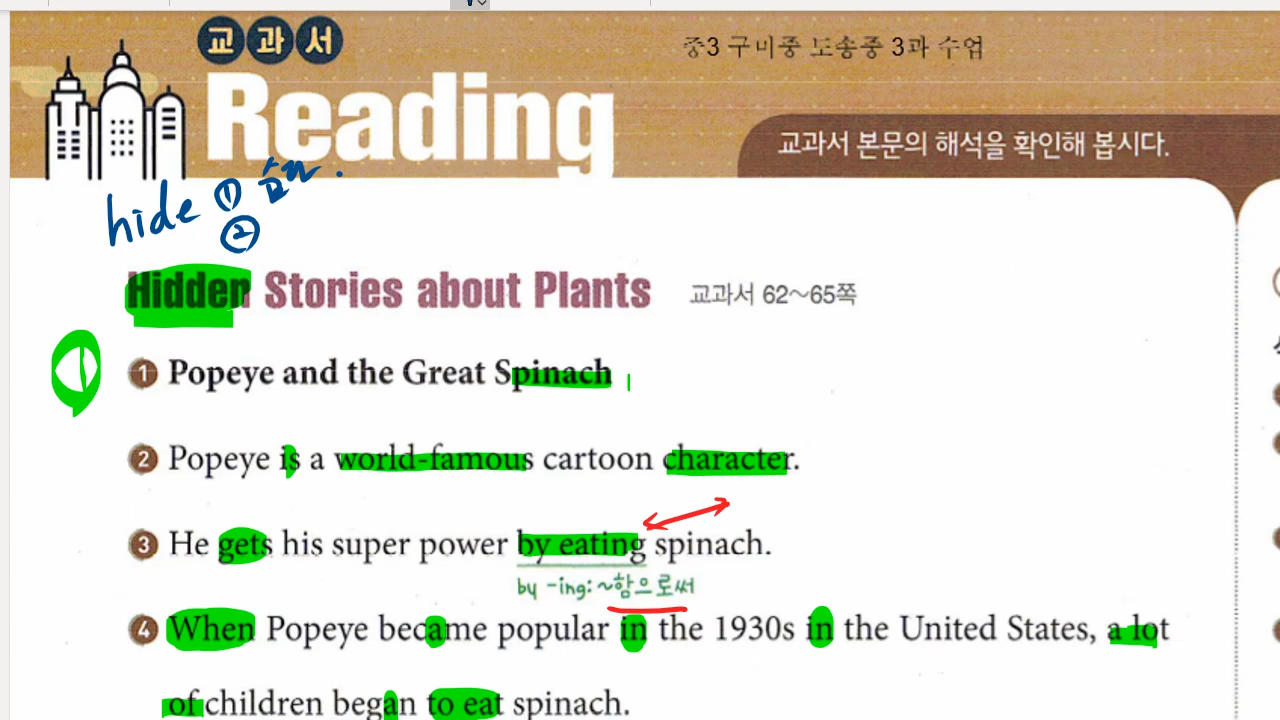 교과서
중3 구미중 도송중 3과 수업
Reading
교과서 본문의 해석을 확인해 봅시다.
hide ①
②
Hidden Stories about Plants 교과서 62~65쪽
1 Popeye and the Great Spinach
2 Popeye is a world-famous cartoon character.
3 He gets his super power by eating spinach.
by -ing: ~함으로써
4 When Popeye became popular in the 1930s in the United States, a lot
of children began to eat spinach.